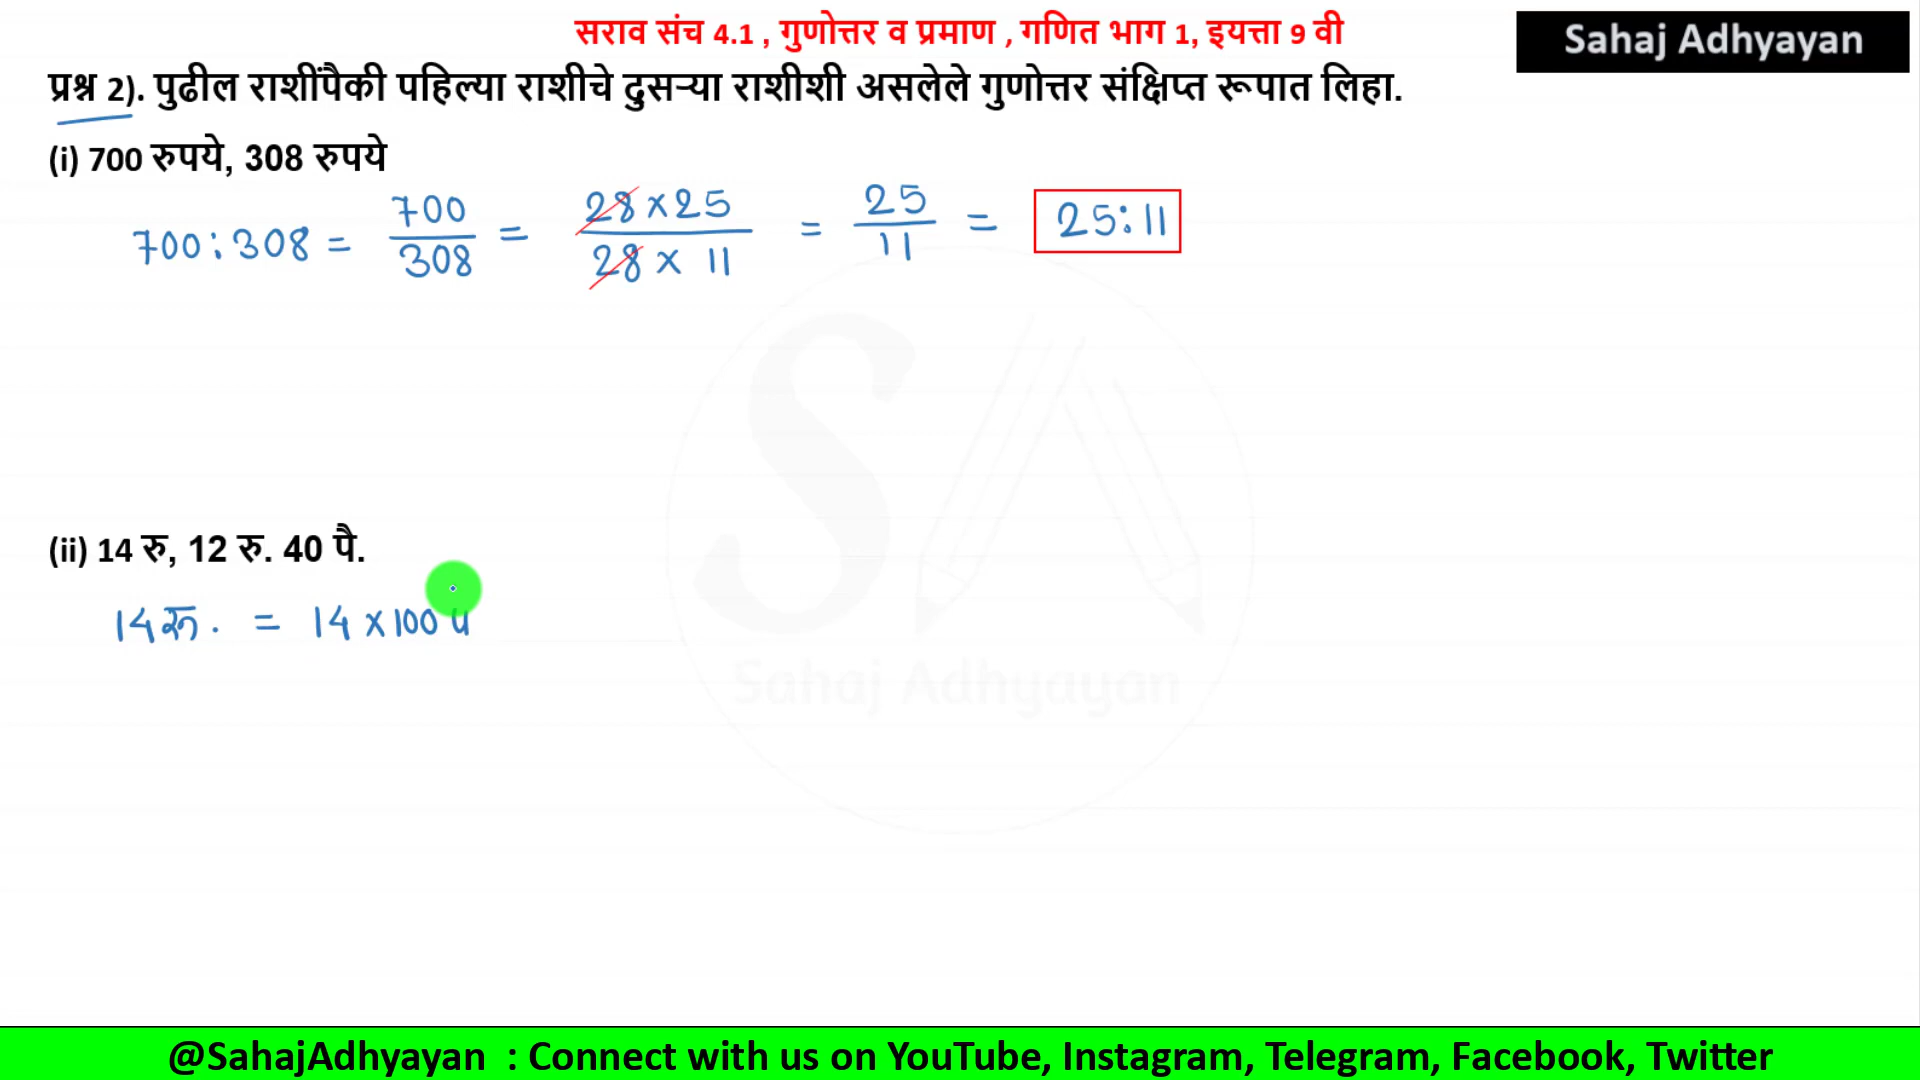 सराव संच 4.1 , गुणोत्तर व प्रमाण , गणित भाग 1, इयत्ता 9 वी
Sahaj Adhyayan
प्रश्न 2). पुढील राशींपैकी पहिल्या राशीचे दुसऱ्या राशीशी असलेले गुणोत्तर संक्षिप्त रूपात लिहा.
(i) 700 रुपये, 308 रुपये
700 : 308 = 700/308 = 28 × 25/28 × 11 = 25/11 = 25 : 11
(ii) 14 रु, 12 रु. 40 पै.
14 रू. = 14 × 100 प
Sahaj Adhyayan
@SahajAdhyayan : Connect with us on YouTube, Instagram, Telegram, Facebook, Twitter